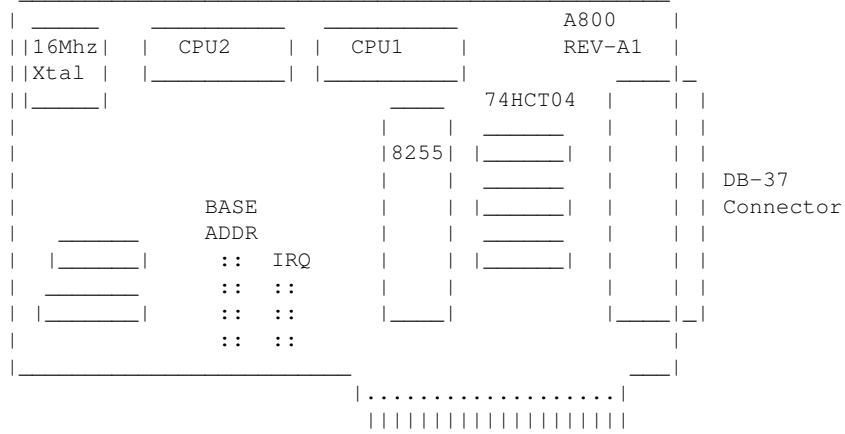 A800
16Mhz CPU2 CPU1 REV-A1
Xtal
74HCT04
8255
DB-37
BASE Connector
ADDR
IRQ